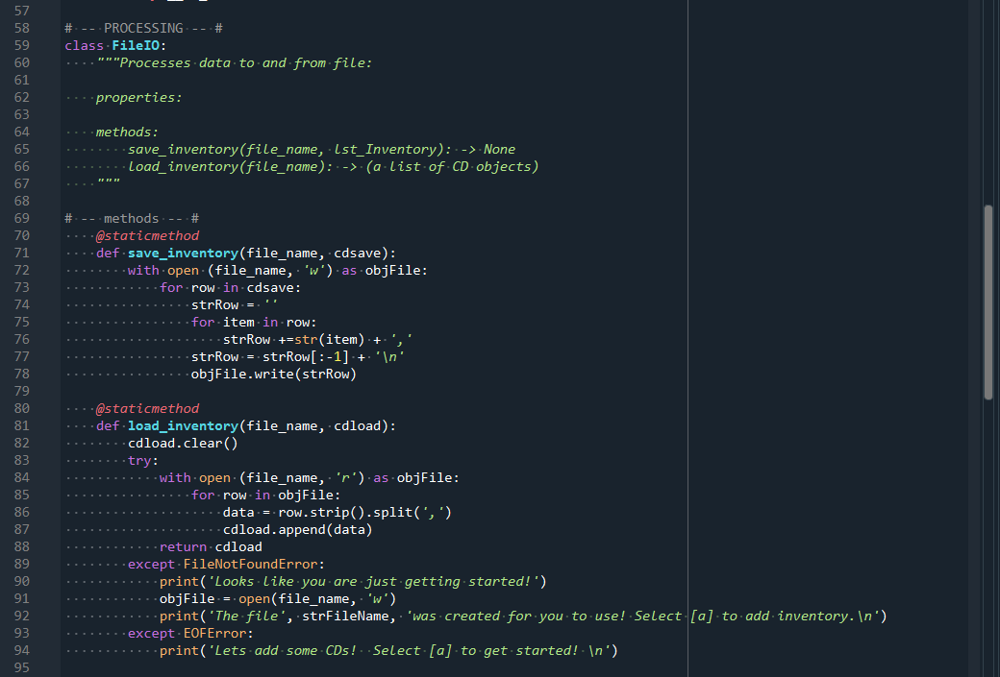 57
58 # -- PROCESSING -- #
59 class FileIO:
60     """Processes data to and from file:
61
62     properties:
63
64     methods:
65         save_inventory(file_name, lst_Inventory): -> None
66         load_inventory(file_name): -> (a list of CD objects)
67     """
68
69 # -- methods -- #
70     @staticmethod
71     def save_inventory(file_name, cdsave):
72         with open (file_name, 'w') as objFile:
73             for row in cdsave:
74                 strRow = ''
75                 for item in row:
76                     strRow +=str(item) + ','
77                 strRow = strRow[:-1] + '\n'
78                 objFile.write(strRow)
79
80     @staticmethod
81     def load_inventory(file_name, cdload):
82         cdload.clear()
83         try:
84             with open (file_name, 'r') as objFile:
85                 for row in objFile:
86                     data = row.strip().split(',')
87                     cdload.append(data)
88             return cdload
89         except FileNotFoundError:
90             print('Looks like you are just getting started!')
91             objFile = open(file_name, 'w')
92             print('The file', strFileName, 'was created for you to use! Select [a] to add inventory.\n')
93         except EOFError:
94             print('Lets add some CDs!  Select [a] to get started! \n')
95